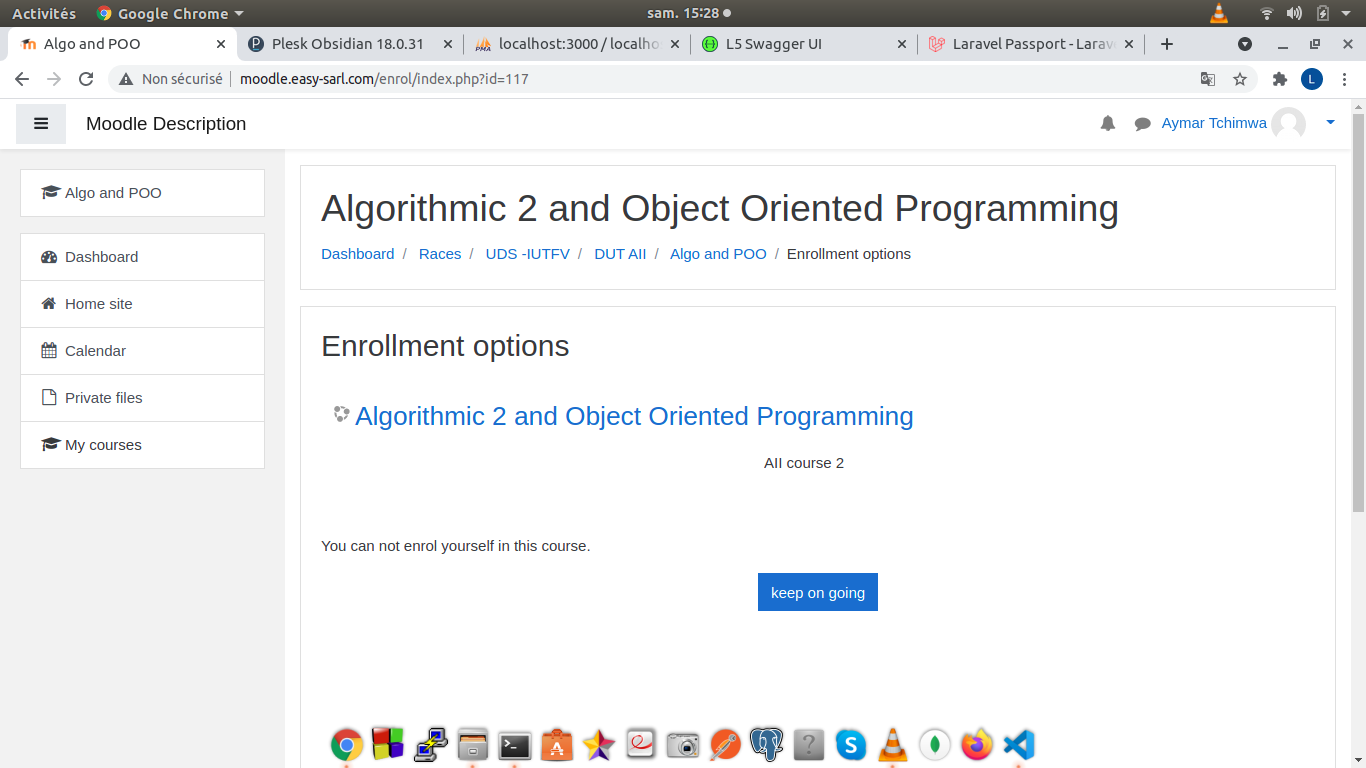 Activités Google Chrome sam. 15:28
Algo and POO Plesk Obsidian 18.0.31 localhost:3000 / localho L5 Swagger UI Laravel Passport - Larav
Non sécurisé moodle.easy-sarl.com/enrol/index.php?id=117 L
Moodle Description Aymar Tchimwa
Algo and POO
Dashboard
Home site
Calendar
Private files
My courses
Algorithmic 2 and Object Oriented Programming
Dashboard / Races / UDS -IUTFV / DUT AII / Algo and POO / Enrollment options
Enrollment options
Algorithmic 2 and Object Oriented Programming
AII course 2
You can not enrol yourself in this course.
keep on going